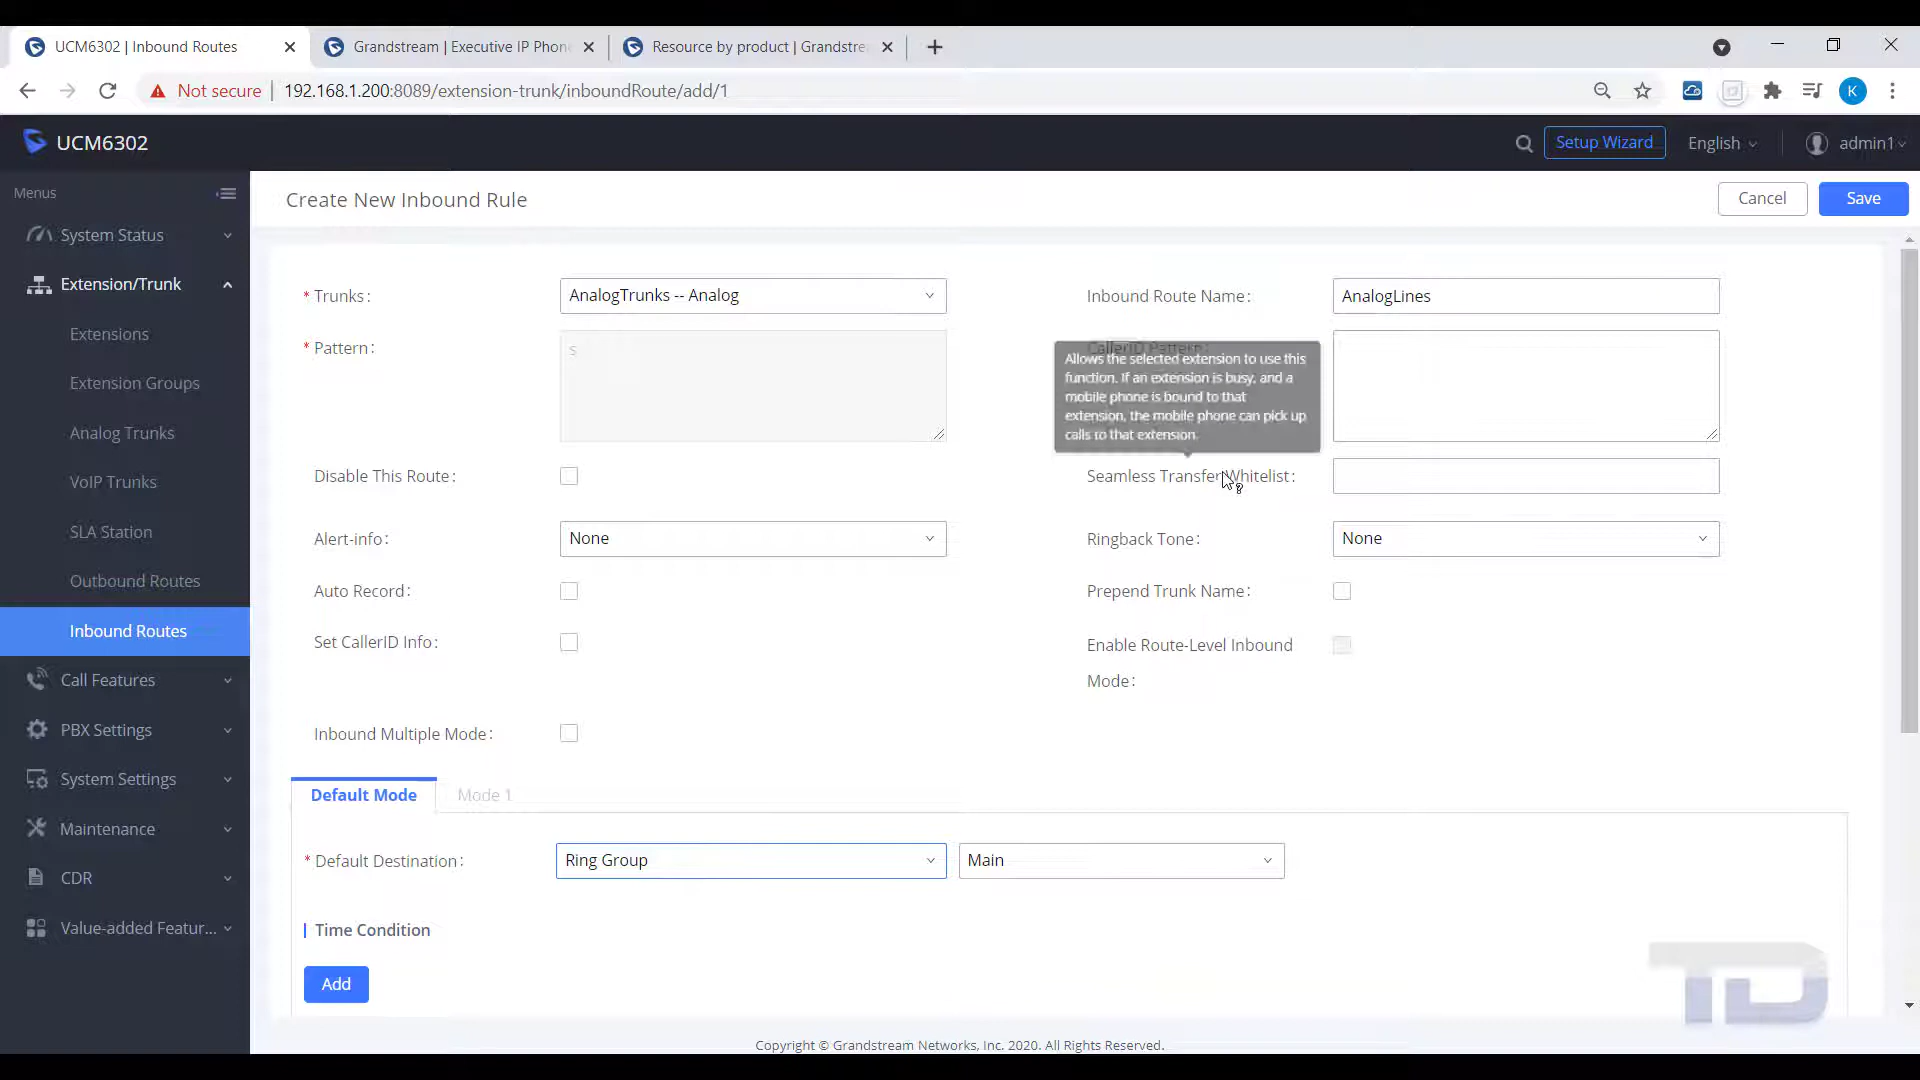 UCM6302 | Inbound Routes
Grandstream | Executive IP Phon
Resource by product | Grandstre
Not secure
192.168.1.200:8089/extension-trunk/inboundRoute/add/1
K
UCM6302
Setup Wizard
English
admin1
Menus
System Status
Extension/Trunk
Extensions
Extension Groups
Analog Trunks
VoIP Trunks
SLA Station
Outbound Routes
Inbound Routes
Call Features
PBX Settings
System Settings
Maintenance
CDR
Value-added Featur...
Create New Inbound Rule
Cancel
Save
* Trunks:
AnalogTrunks -- Analog
Inbound Route Name:
AnalogLines
* Pattern:
s
CallerID Pattern:
Allows the selected extension to use this
function. If an extension is busy, and a
mobile phone is bound to that
extension, the mobile phone can pick up
calls to that extension.
Disable This Route:
Seamless Transfer Whitelist:
Alert-info:
None
Ringback Tone:
None
Auto Record:
Prepend Trunk Name:
Set CallerID Info:
Enable Route-Level Inbound
Mode:
Inbound Multiple Mode:
Default Mode
Mode 1
* Default Destination:
Ring Group
Main
Time Condition
Add
TD
Copyright © Grandstream Networks, Inc. 2020. All Rights Reserved.